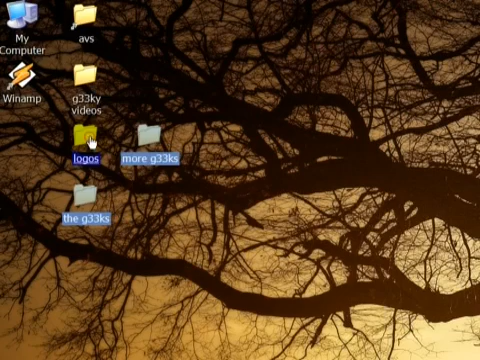 My
Computer
avs
Winamp
g33ky
videos
logos
more g33ks
the g33ks